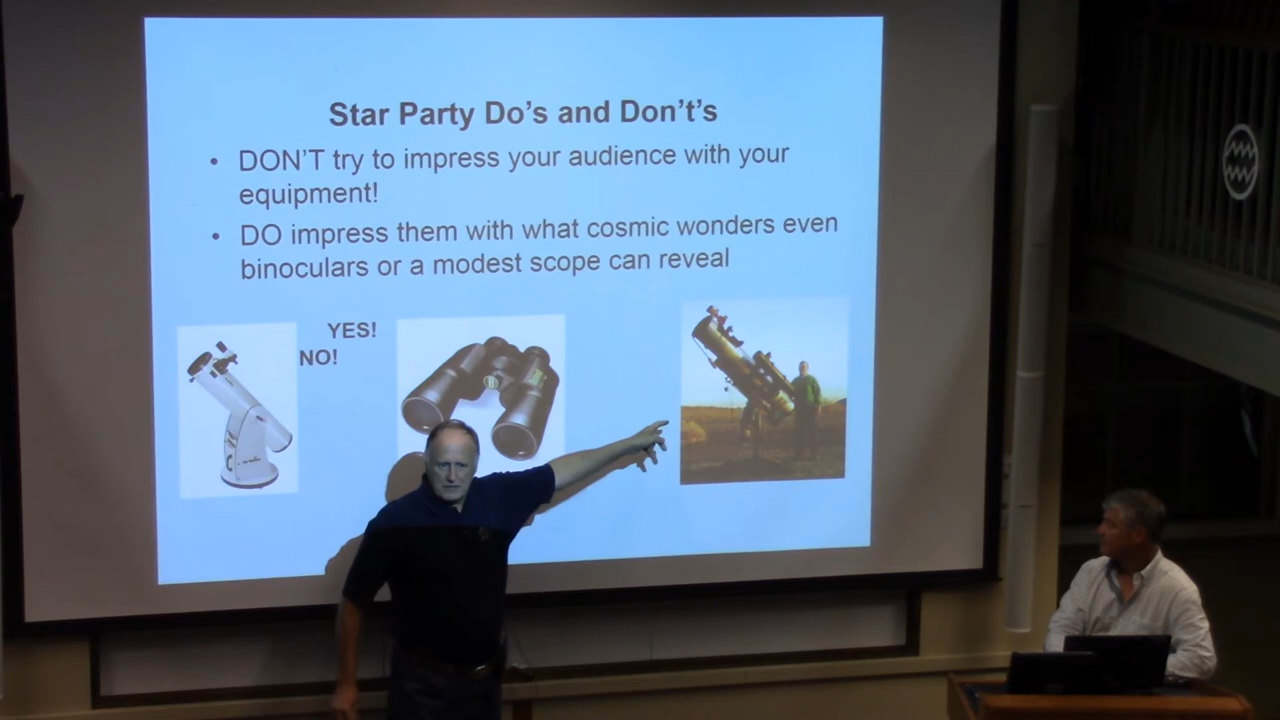 Star Party Do's and Don't's
• DON'T try to impress your audience with your
equipment!
• DO impress them with what cosmic wonders even
binoculars or a modest scope can reveal
YES!
NO!